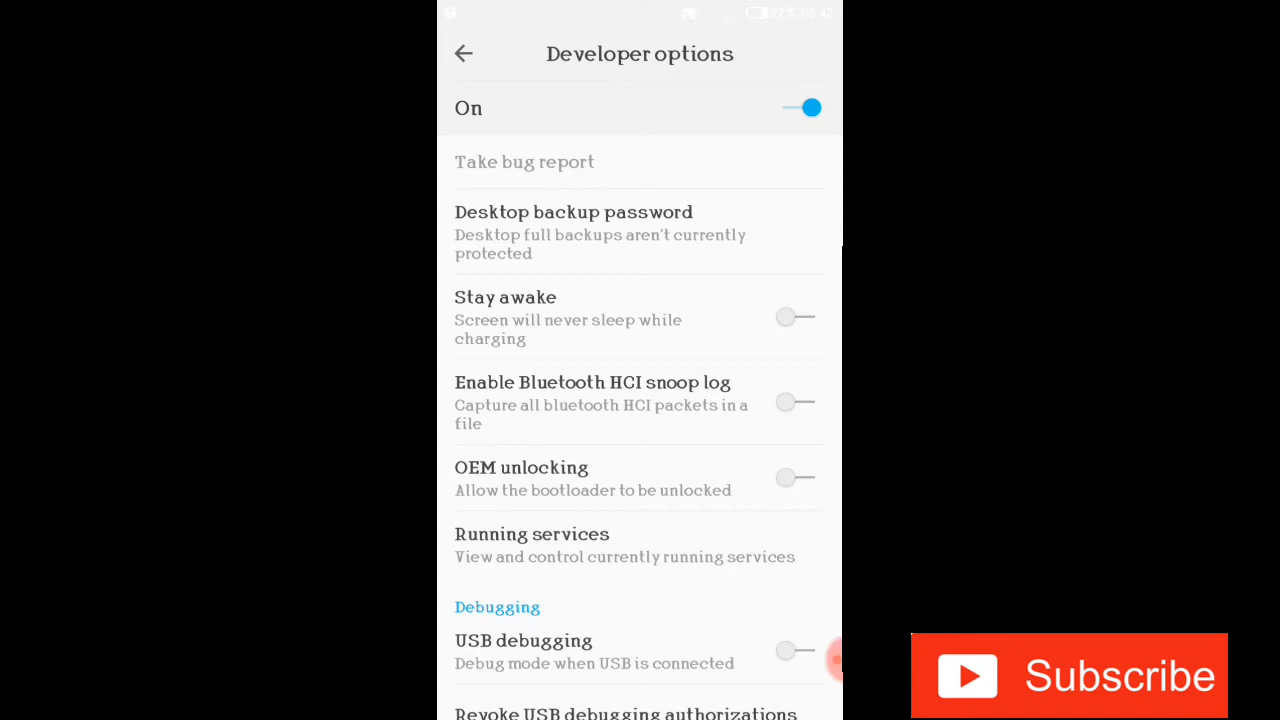 Developer options
On
Take bug report
Desktop backup password
Desktop full backups aren't currently
protected
Stay awake
Screen will never sleep while
charging
Enable Bluetooth HCI snoop log
Capture all bluetooth HCI packets in a
file
OEM unlocking
Allow the bootloader to be unlocked
Running services
View and control currently running services
Debugging
USB debugging
Debug mode when USB is connected
Revoke USB debugging authorizations
Subscribe